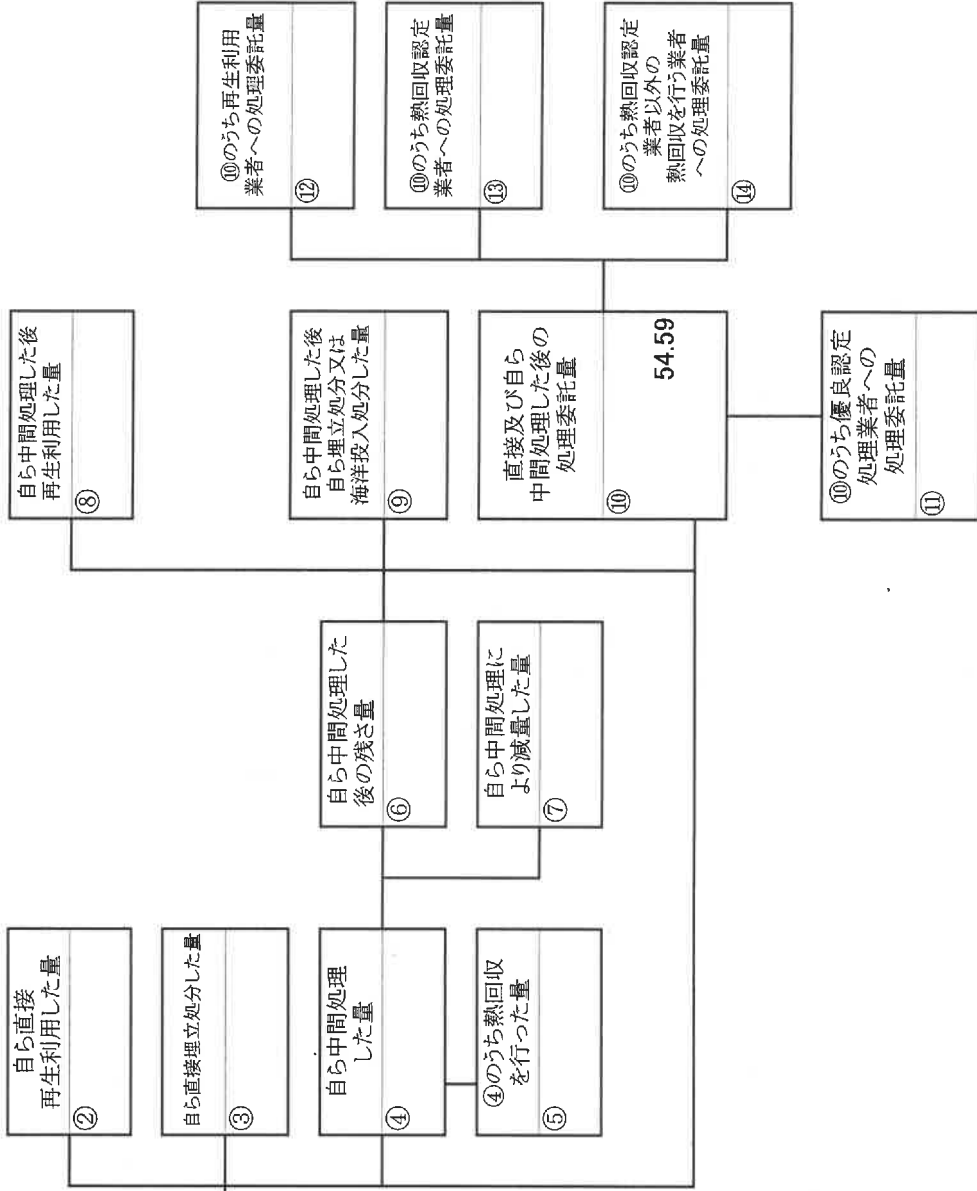 自ら直接
再生利用した量
②
自ら直接埋立処分した量
③
自ら中間処理
した量
④
④のうち熱回収
を行った量
⑤
自ら中間処理した
後の残さ量
⑥
自ら中間処理に
より減量した量
⑦
自ら中間処理した後
再生利用した量
⑧
自ら中間処理した後
自ら埋立処分又は
海洋投入処分した量
⑨
直接及び自ら
中間処理した後の
処理委託量
⑩
54.59
⑩のうち優良認定
処理業者への
処理委託量
⑪
⑩のうち再生利用
業者への処理委託量
⑫
⑩のうち熱回収認定
業者への処理委託量
⑬
⑩のうち熱回収認定
業者以外の
熱回収を行う業者
への処理委託量
⑭